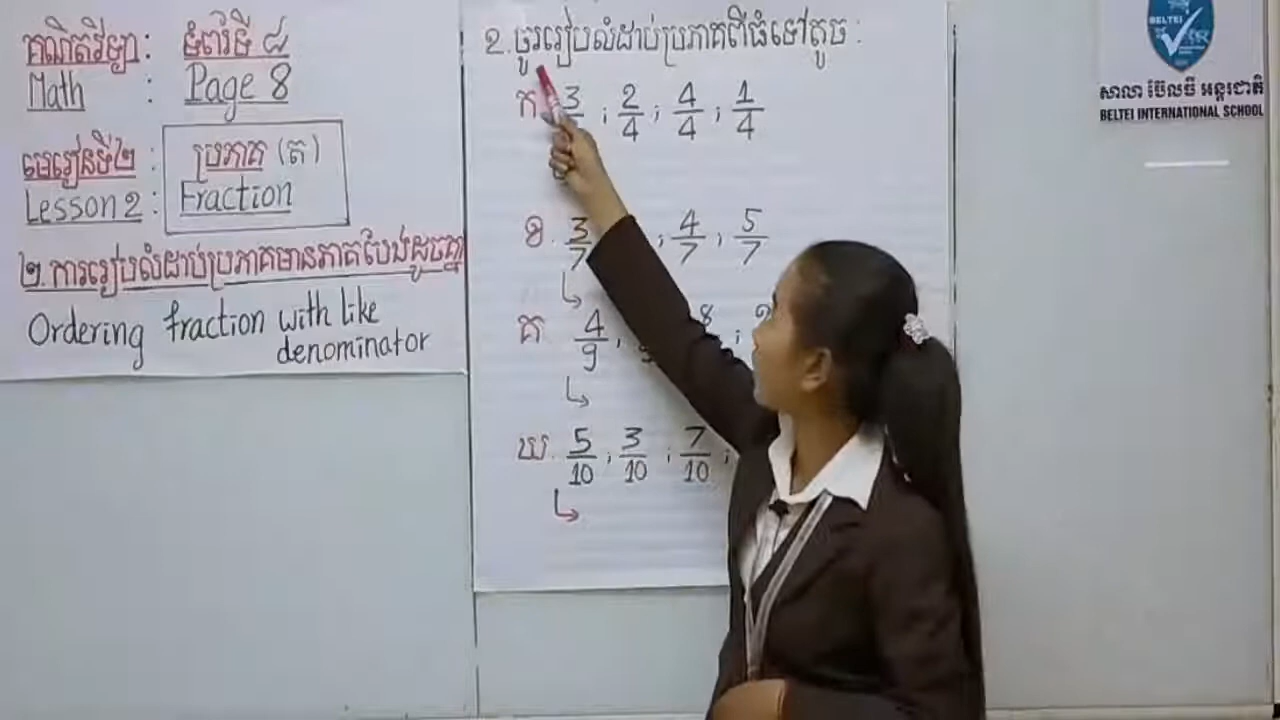 គណិតវិទ្យា : ទំព័រទី ៨
Math : Page 8
មេរៀនទី២ : ប្រភាគ (ត)
Lesson 2 : Fraction
២.ការរៀបលំដាប់ប្រភាគមានភាគបែងដូចគ្នា
Ordering fraction with like
denominator
ខ.ចូររៀបលំដាប់ប្រភាគពីធំទៅតូច :
ក 3 ; 2/4 ; 4/4 ; 1/4
ខ. 3/7 ; 4/7 ; 5/7
គ 4/9 ; 8 ;
ឃ. 5/10 ; 3/10 ; 7/10 ;
BELTEI
សាលា ប៊ែលធី អន្តរជាតិ
BELTEI INTERNATIONAL SCHOOL